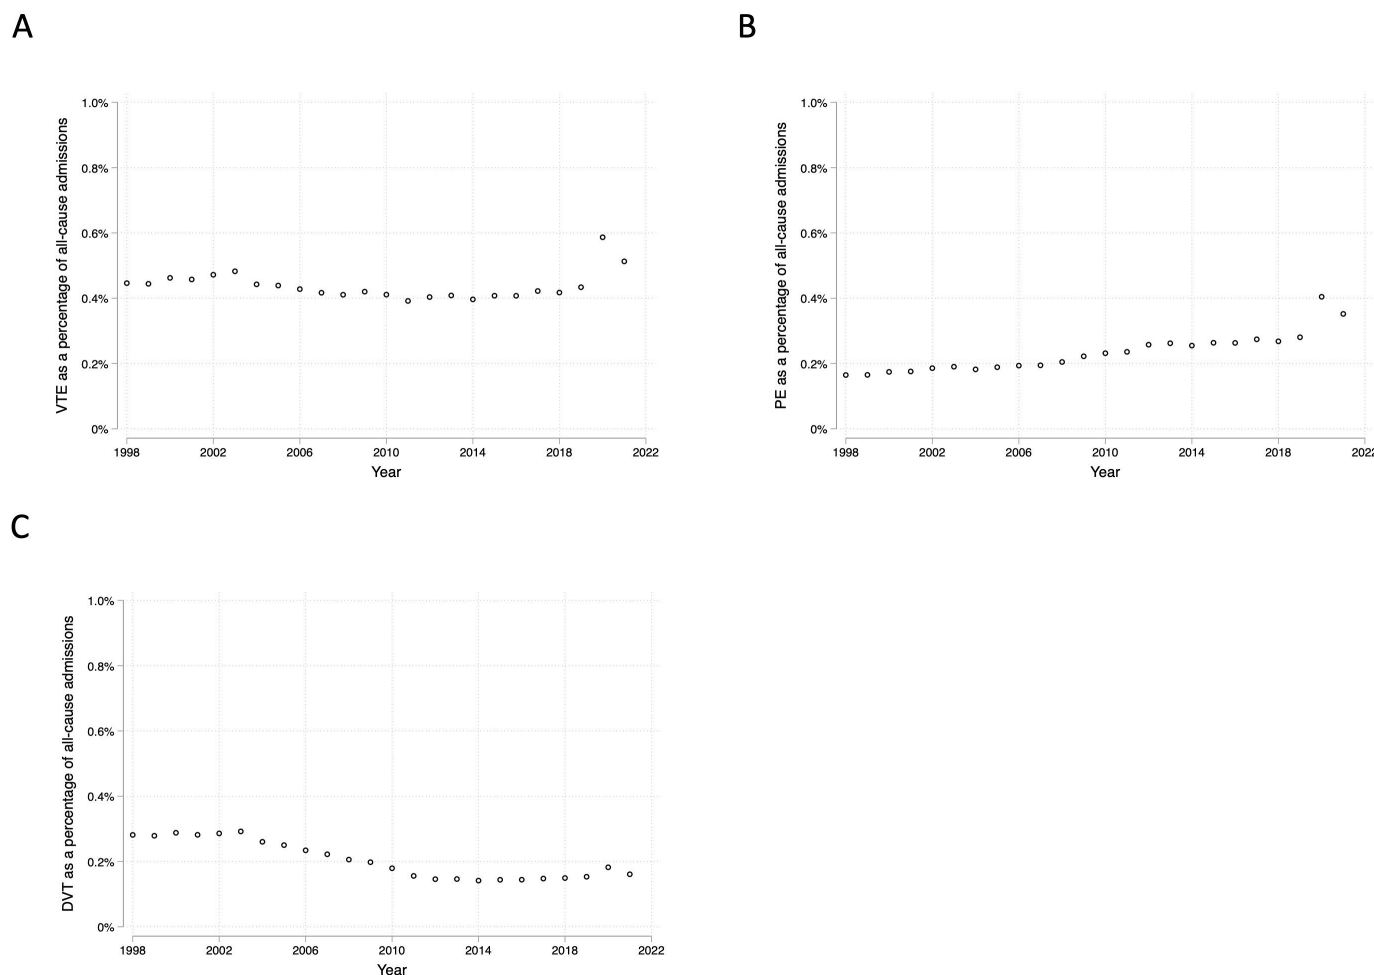 A
B
VTE as a percentage of all-cause admissions
1.0%
0.8%
0.6%
0.4%
0.2%
0%
1998 2002 2006 2010 2014 2018 2022
Year
PE as a percentage of all-cause admissions
1.0%
0.8%
0.6%
0.4%
0.2%
0%
1998 2002 2006 2010 2014 2018 2022
Year
C
DVT as a percentage of all-cause admissions
1.0%
0.8%
0.6%
0.4%
0.2%
0%
1998 2002 2006 2010 2014 2018 2022
Year